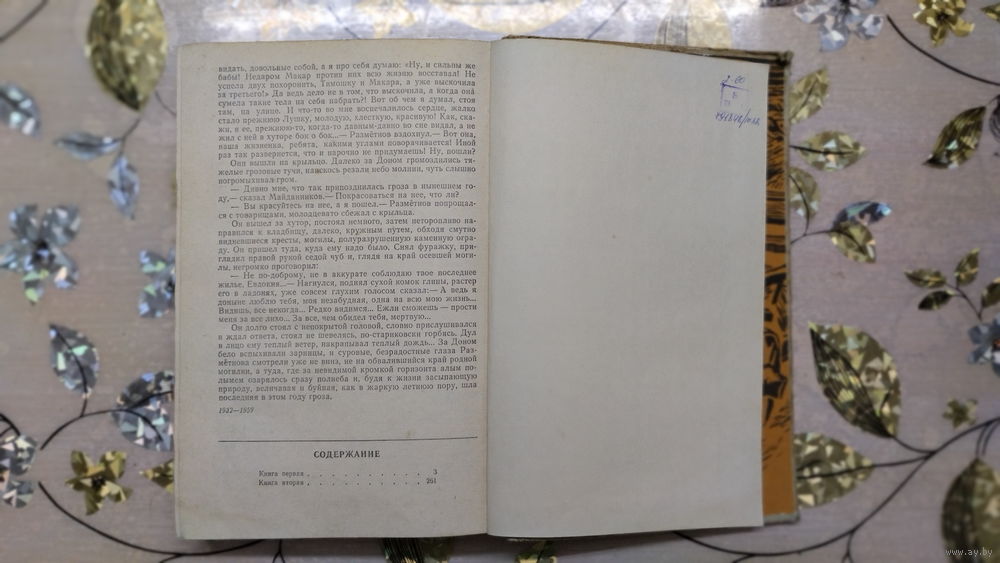 видать, довольные собой, а я про себя думаю: «Ну, и сильны же
бабы! Недаром Макар против них всю жизню восставал! Не
успела двух похоронить, Тимошку и Макара, а уже выскочила
за третьего!» Да ведь дело не в том, что выскочила, а когда она
сумела такие тела на себя набрать?! Вот об чем я думал, стоя
там, на улице. И что-то во мне воспечалилось сердце, жалко
стало прежнюю Лушку, молодую, хлесткую, красивую! Как, ска-
жи, я ее, прежнюю-то, когда-то давным-давно во сне видал, а не
жил с ней в хуторе бок о бок...— Разметнов вздохнул.— Вот она,
наша жизненка, ребята, какими углами поворачивается! Иной
раз так развернется, что и нарочно не придумаешь! Ну, пошли?
Они вышли на крыльцо. Далеко за Доном громоздились тя-
желые грозовые тучи, наискось резали небо молнии, чуть слышно
погромыхивал гром.
— Дивно мне, что так припозднилась гроза в нынешнем го-
ду,— сказал Майданников.— Покрасоваться на нее, что ли?
— Вы красуйтесь на нее, а я пошел.— Размётнов попрощал-
ся с товарищами, молодцевато сбежал с крыльца.
Он вышел за хутор, постоял немного, затем неторопливо на-
правился к кладбищу, далеко, кружным путем, обходя смутно
видневшиеся кресты, могилы, полуразрушенную каменную огра-
ду. Он пришел туда, куда ему надо было. Снял фуражку, при-
гладил правой рукой седой чуб и, глядя на край осевшей моги-
лы, негромко проговорил:
— Не по-доброму, не в аккурате соблюдаю твое последнее
жилье, Евдокия...— Нагнулся, поднял сухой комок глины, растер
его в ладонях, уже совсем глухим голосом сказал:— А ведь я
доныне люблю тебя, моя незабудная, одна на всю мою жизнь...
Видишь, все некогда... Редко видимся... Ежли сможешь — прости
меня за все лихо... За все, чем обидел тебя, мертвую...
Он долго стоял с непокрытой головой, словно прислушивался
и ждал ответа, стоял не шевелясь, по-стариковски горбясь. Дул
в лицо ему теплый ветер, накрапывал теплый дождь... За Доном
бело вспыхивали зарницы, и суровые, безрадостные глаза Раз-
мётнова смотрели уже не вниз, не на обвалившийся край родной
могилки, а туда, где за невидимой кромкой горизонта алым по-
лымем озарялось сразу полнеба и, будя к жизни засыпающую
природу, величавая и буйная, как в жаркую летнюю пору, шла
последняя в этом году гроза.
1932—1959
СОДЕРЖАНИЕ
Книга первая . . . . . . . . . . 3
Книга вторая . . . . . . . . . . 261
www.ay.by